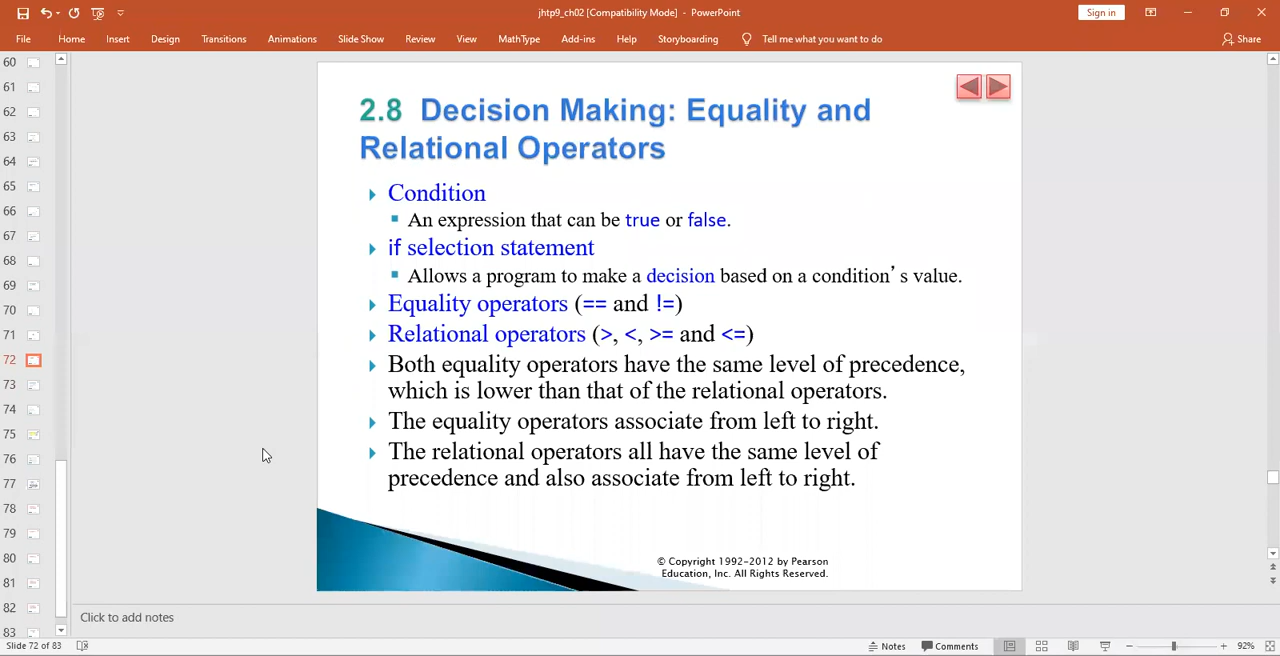 jhtp9_ch02 [Compatibility Mode] - PowerPoint
Sign in
File Home Insert Design Transitions Animations Slide Show Review View MathType Add-ins Help Storyboarding Tell me what you want to do Share
60
61
62
63
64
65
66
67
68
69
70
71
72
73
74
75
76
77
78
79
80
81
82
83
2.8 Decision Making: Equality and
Relational Operators
Condition
An expression that can be true or false.
if selection statement
Allows a program to make a decision based on a condition’s value.
Equality operators (== and !=)
Relational operators (>, <, >= and <=)
Both equality operators have the same level of precedence,
which is lower than that of the relational operators.
The equality operators associate from left to right.
The relational operators all have the same level of
precedence and also associate from left to right.
© Copyright 1992-2012 by Pearson
Education, Inc. All Rights Reserved.
Click to add notes
Slide 72 of 83 Notes Comments 92%